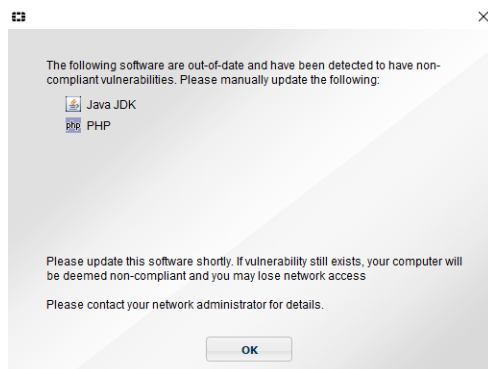 The following software are out-of-date and have been detected to have non-
compliant vulnerabilities. Please manually update the following:
Java JDK
php PHP
Please update this software shortly. If vulnerability still exists, your computer will
be deemed non-compliant and you may lose network access
Please contact your network administrator for details.
OK